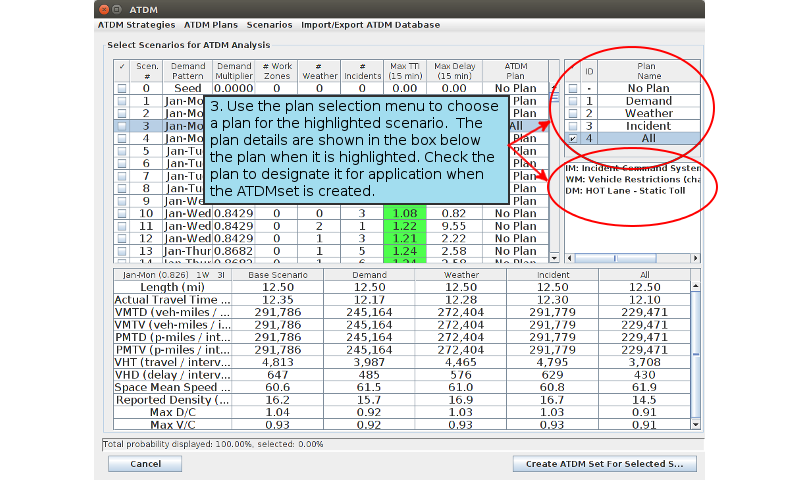 ATDM
ATDM Strategies ATDM Plans Scenarios Import/Export ATDM Database
Select Scenarios for ATDM Analysis
✓ Scen. # Demand Pattern Demand Multiplier # Work Zones # Weather # Incidents Max TTI (15 min) Max Delay (15 min) ATDM Plan
0 Seed 0.0000 0 0 0 0.00 0.00 No Plan
1 Jan-Mo
2 Jan-Mo
3 Jan-Mo All
4 Jan-Mo
5 Jan-Tu
6 Jan-Tu
7 Jan-Tu
8 Jan-Tu
9 Jan-We
10 Jan-Wed 0.8429 0 0 3 1.08 0.82 No Plan
11 Jan-Wed 0.8429 0 2 1 1.22 9.55 No Plan
12 Jan-Wed 0.8429 0 1 3 1.21 2.22 No Plan
13 Jan-Thur 0.8682 0 1 5 1.24 2.58 No Plan
3. Use the plan selection menu to choose
a plan for the highlighted scenario. The
plan details are shown in the box below
the plan when it is highlighted. Check the
plan to designate it for application when
the ATDMset is created.
ID Plan Name
- No Plan
1 Demand
2 Weather
3 Incident
✓ 4 All
IM: Incident Command System
WM: Vehicle Restrictions (cha
DM: HOT Lane - Static Toll
Jan-Mon (0.826) 1W 3I Base Scenario Demand Weather Incident All
Length (mi) 12.50 12.50 12.50 12.50 12.50
Actual Travel Time ... 12.35 12.17 12.28 12.30 12.10
VMTD (veh-miles / ... 291,786 245,164 272,404 291,779 229,471
VMTV (veh-miles / i... 291,786 245,164 272,404 291,779 229,471
PMTD (p-miles / int... 291,786 245,164 272,404 291,779 229,471
PMTV (p-miles / int... 291,786 245,164 272,404 291,779 229,471
VHT (travel / interv... 4,813 3,987 4,465 4,795 3,708
VHD (delay / interv... 647 485 576 629 430
Space Mean Speed ... 60.6 61.5 61.0 60.8 61.9
Reported Density (... 16.2 15.7 16.9 16.7 14.5
Max D/C 1.04 0.92 1.03 1.03 0.91
Max V/C 0.93 0.92 0.93 0.93 0.91
Total probability displayed: 100.00%, selected: 0.00%
Cancel Create ATDM Set For Selected S...